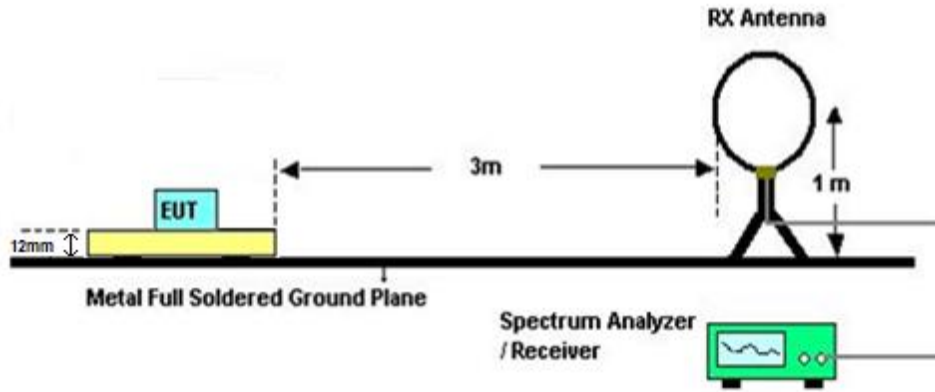 RX Antenna
3m
1 m
EUT
12mm
Metal Full Soldered Ground Plane
Spectrum Analyzer
/ Receiver